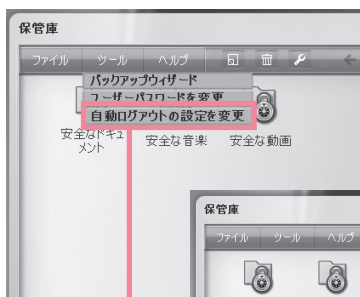 保管庫
ファイル ツール ヘルプ
バックアップウィザード
ユーザーパスワードを変更
自動ログアウトの設定を変更
安全なドキュメント 安全な音楽 安全な動画
保管庫
ファイル ツール ヘルプ